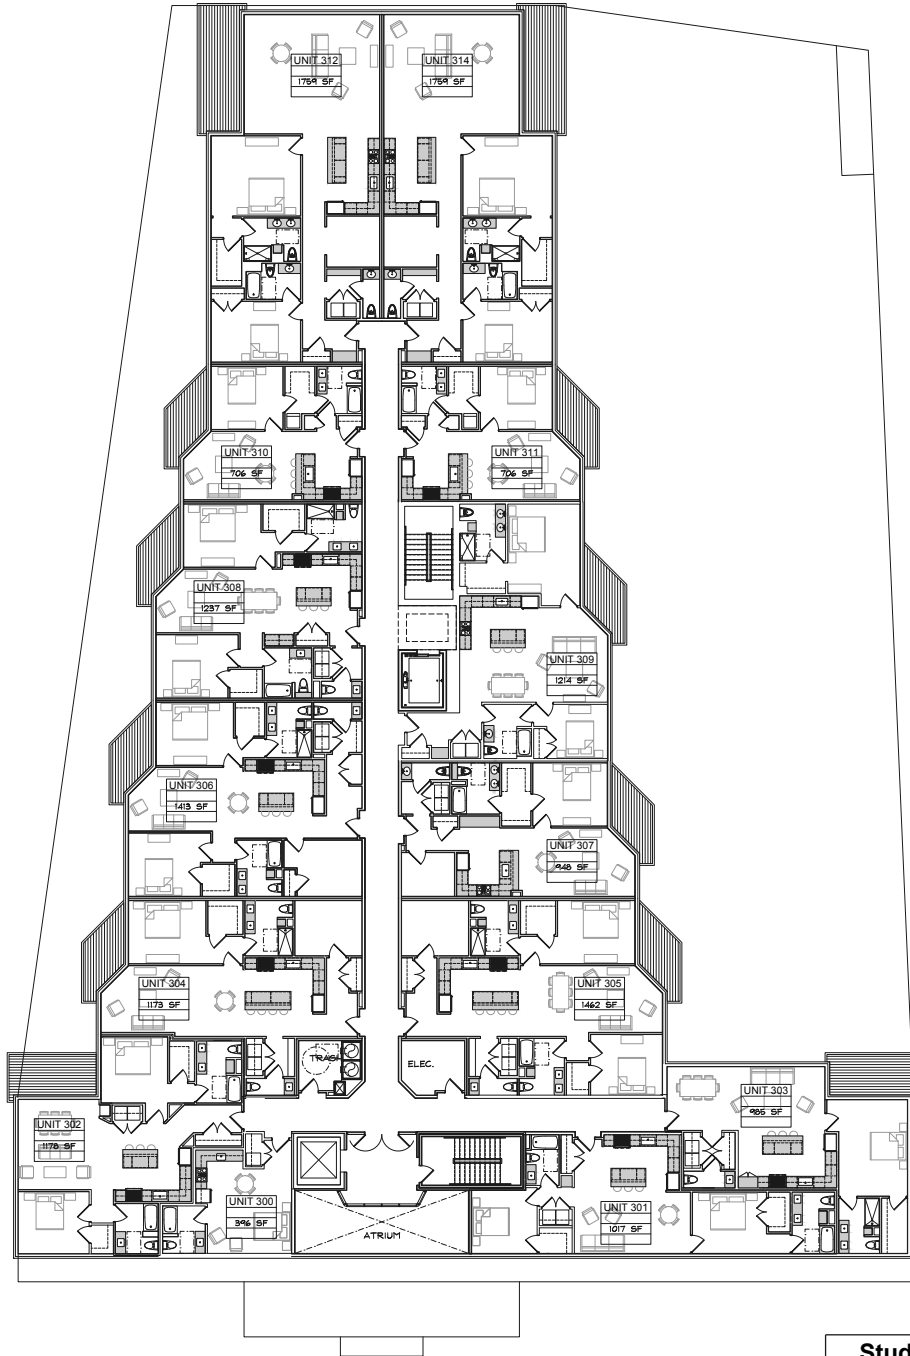 UNIT 312
1759 SF
UNIT 314
1759 SF
UNIT 310
706 SF
UNIT 311
706 SF
UNIT 308
1237 SF
UNIT 309
1214 SF
UNIT 306
1413 SF
UNIT 307
948 SF
UNIT 304
1173 SF
UNIT 305
1462 SF
TRASH
ELEC.
UNIT 303
985 SF
UNIT 302
1178 SF
UNIT 300
396 SF
UNIT 301
1017 SF
ATRIUM
Stud